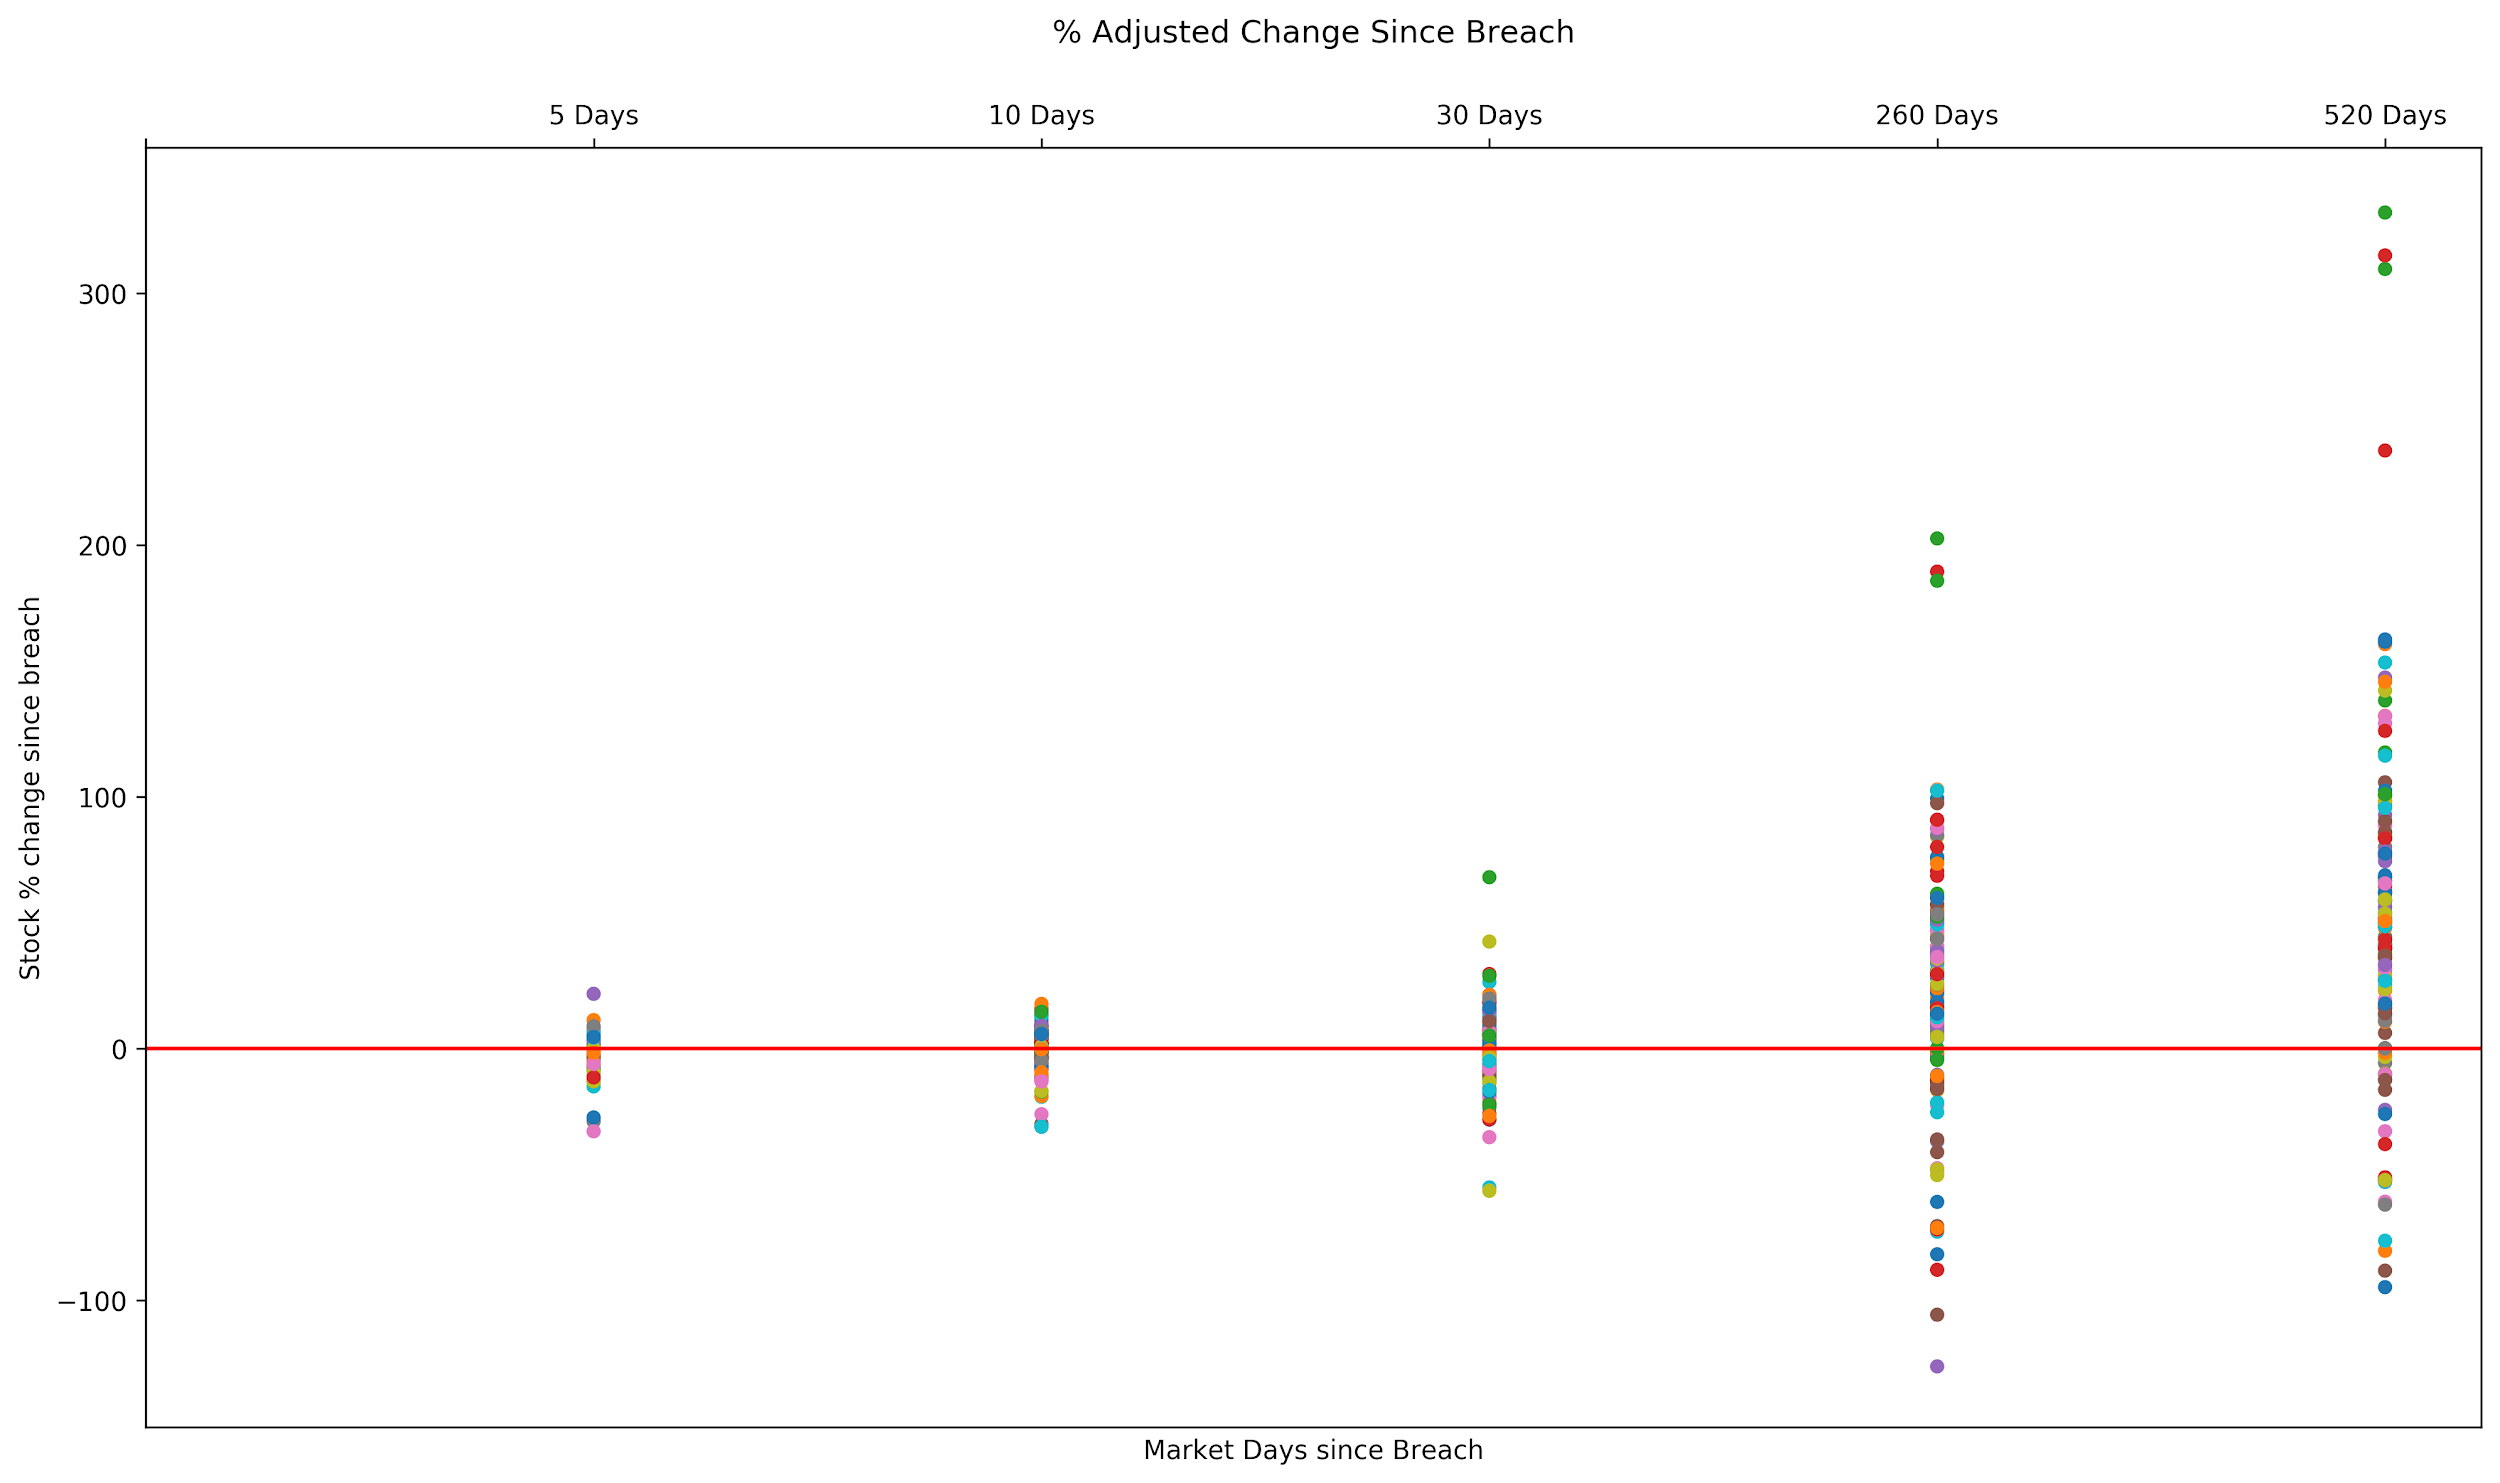 % Adjusted Change Since Breach
5 Days
10 Days
30 Days
260 Days
520 Days
300
200
100
0
−100
Stock % change since breach
Market Days since Breach